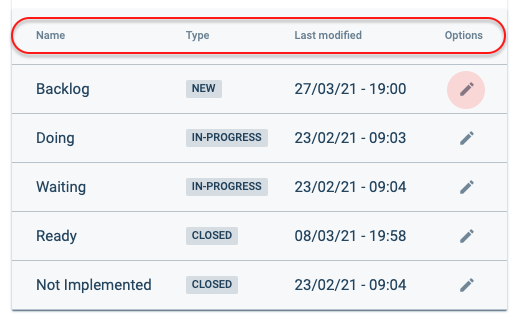 Name Type Last modified Options
Backlog NEW 27/03/21 - 19:00
Doing IN-PROGRESS 23/02/21 - 09:03
Waiting IN-PROGRESS 23/02/21 - 09:04
Ready CLOSED 08/03/21 - 19:58
Not Implemented CLOSED 23/02/21 - 09:04